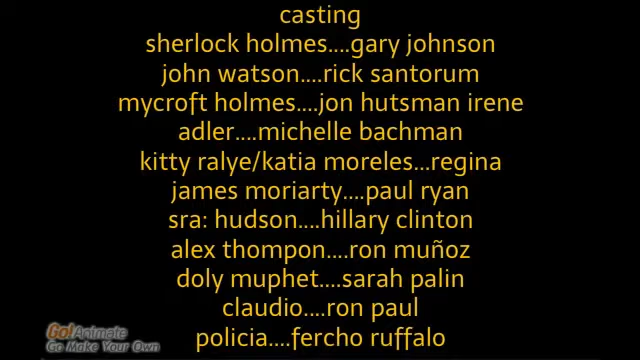 casting
sherlock holmes....gary johnson
john watson....rick santorum
mycroft holmes....jon hutsman irene
adler....michelle bachman
kitty ralye/katia moreles...regina
james moriarty....paul ryan
sra: hudson....hillary clinton
alex thompon....ron muñoz
doly muphet....sarah palin
claudio....ron paul
policia....fercho ruffalo
Go!Animate
Go Make Your Own